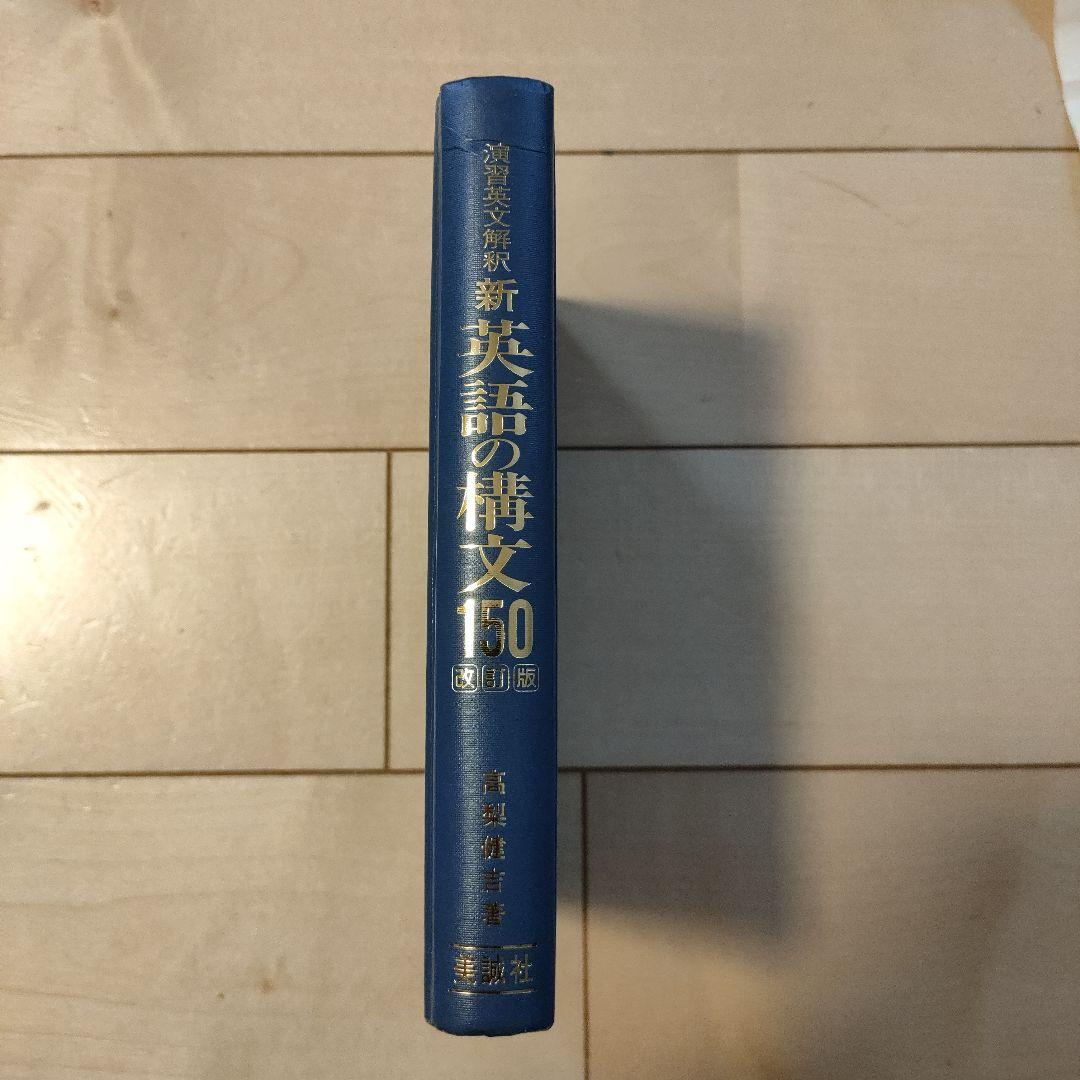 演習英文解釈
新
英語の構文
150
改訂版
高梨健吉著
美誠社